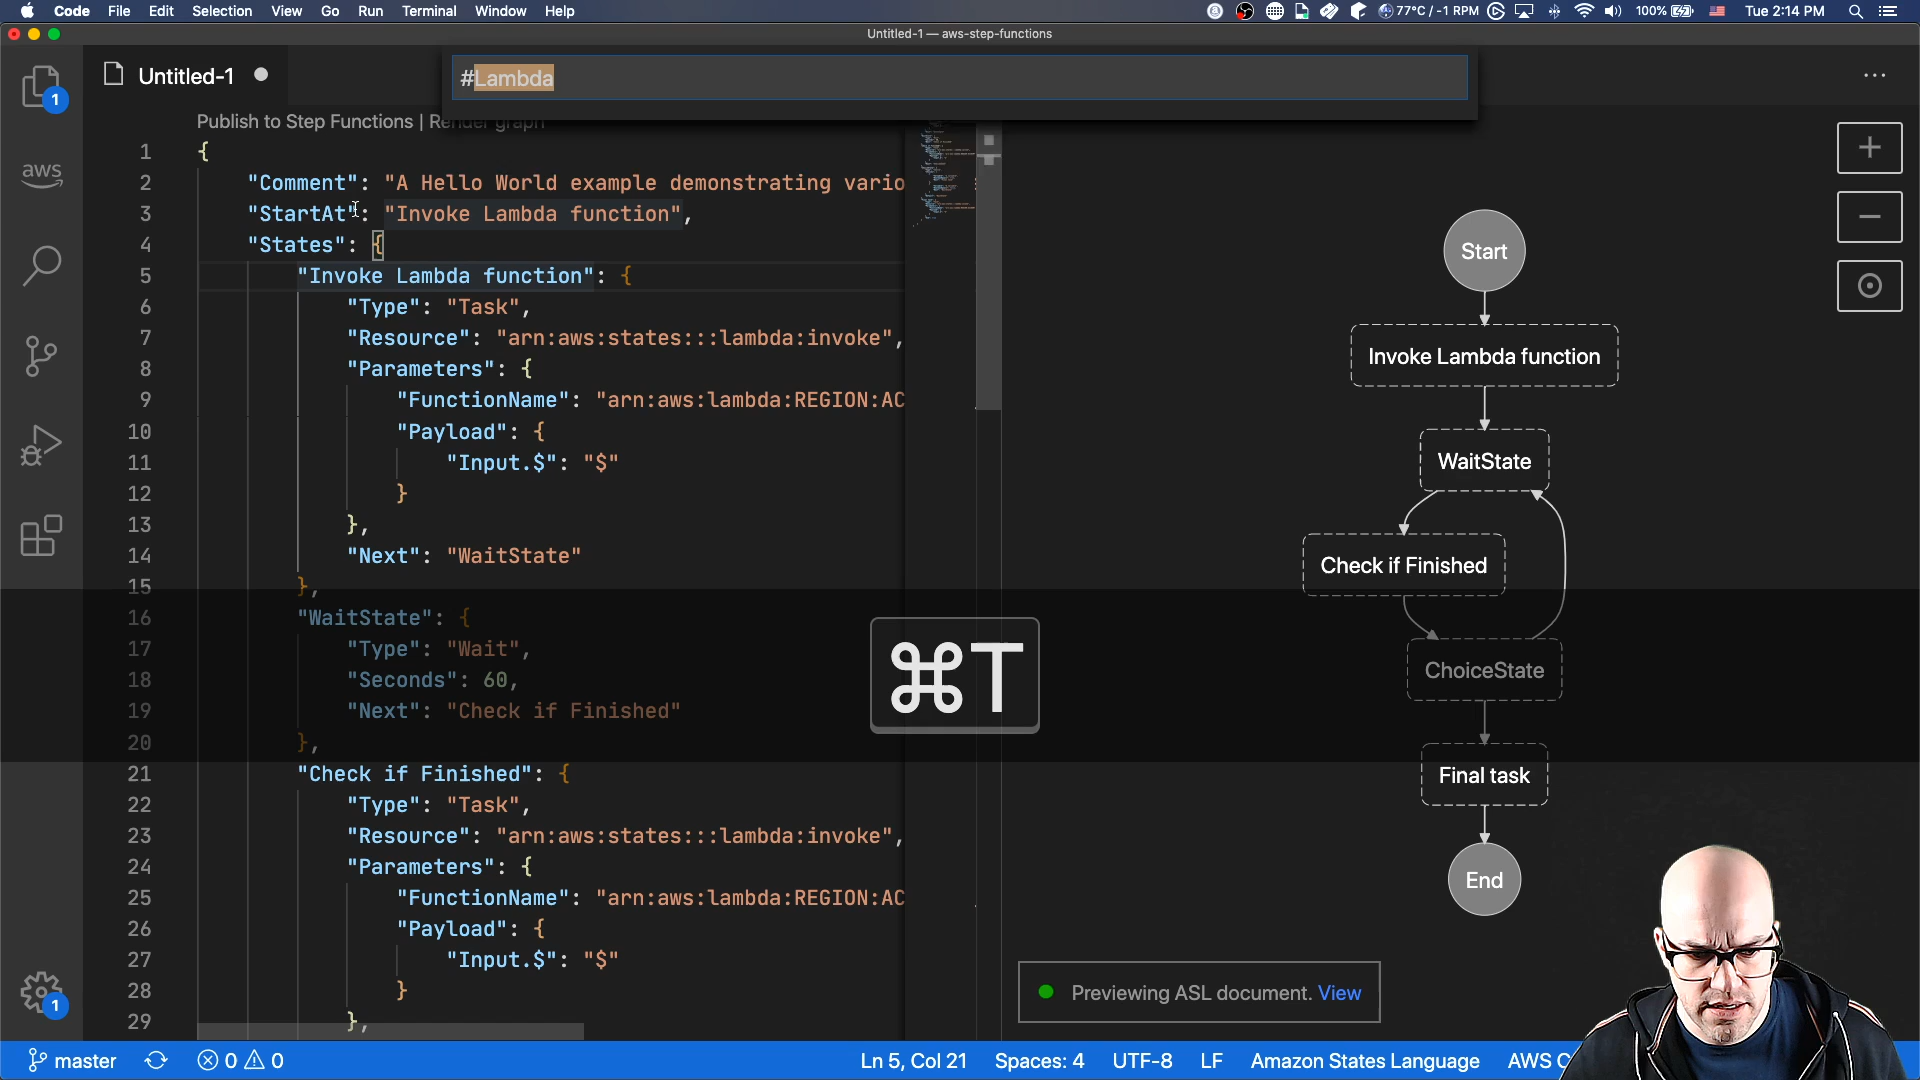 Code File Edit Selection View Go Run Terminal Window Help
77°C / -1 RPM 100% Tue 2:14 PM
Untitled-1 — aws-step-functions
Untitled-1
#Lambda
Publish to Step Functions | Render graph
1 {
2 "Comment": "A Hello World example demonstrating vario
3 "StartAt": "Invoke Lambda function",
4 "States": {
5 "Invoke Lambda function": {
6 "Type": "Task",
7 "Resource": "arn:aws:states:::lambda:invoke",
8 "Parameters": {
9 "FunctionName": "arn:aws:lambda:REGION:AC
10 "Payload": {
11 "Input.$": "$"
12 }
13 },
14 "Next": "WaitState"
15 },
16 "WaitState": {
17 "Type": "Wait",
18 "Seconds": 60,
19 "Next": "Check if Finished"
20 },
21 "Check if Finished": {
22 "Type": "Task",
23 "Resource": "arn:aws:states:::lambda:invoke",
24 "Parameters": {
25 "FunctionName": "arn:aws:lambda:REGION:AC
26 "Payload": {
27 "Input.$": "$"
28 }
29 },
1
aws
1
⌘T
Start
Invoke Lambda function
WaitState
Check if Finished
ChoiceState
Final task
End
Previewing ASL document. View
master 0 0 Ln 5, Col 21 Spaces: 4 UTF-8 LF Amazon States Language AWS